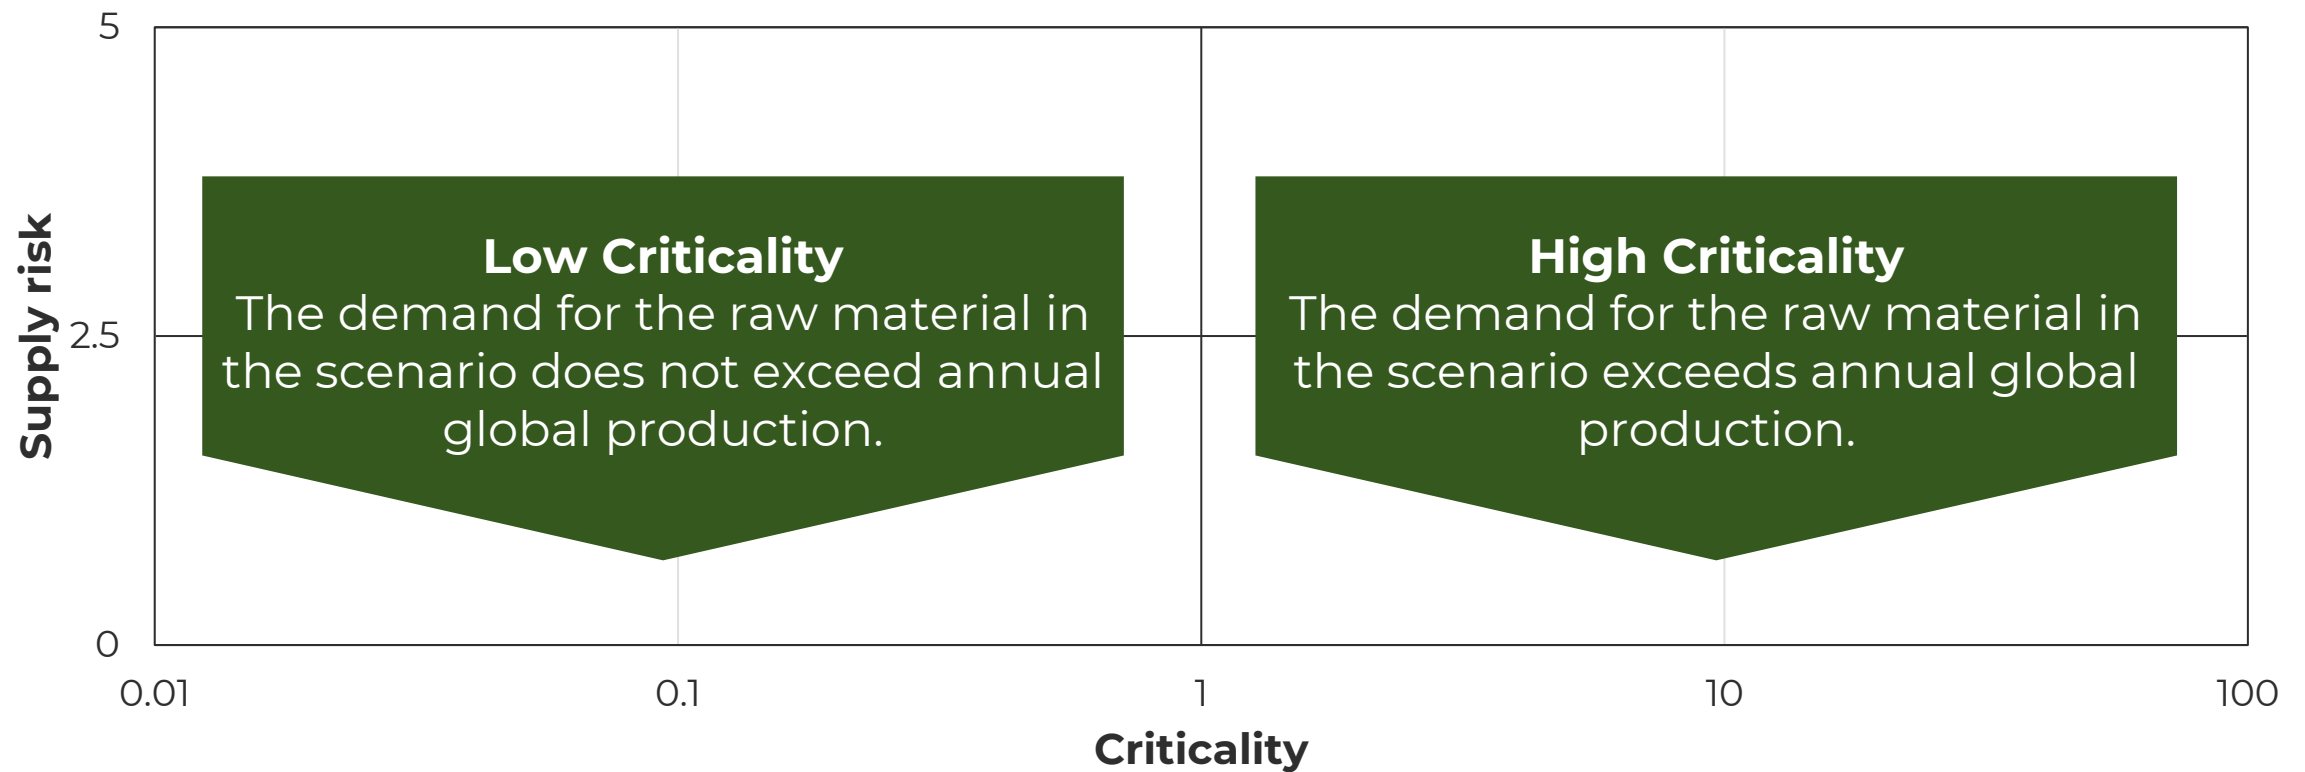 5
Supply risk
2.5
0
Low Criticality
The demand for the raw material in
the scenario does not exceed annual
global production.
High Criticality
The demand for the raw material in
the scenario exceeds annual global
production.
0.01
0.1
1
10
100
Criticality